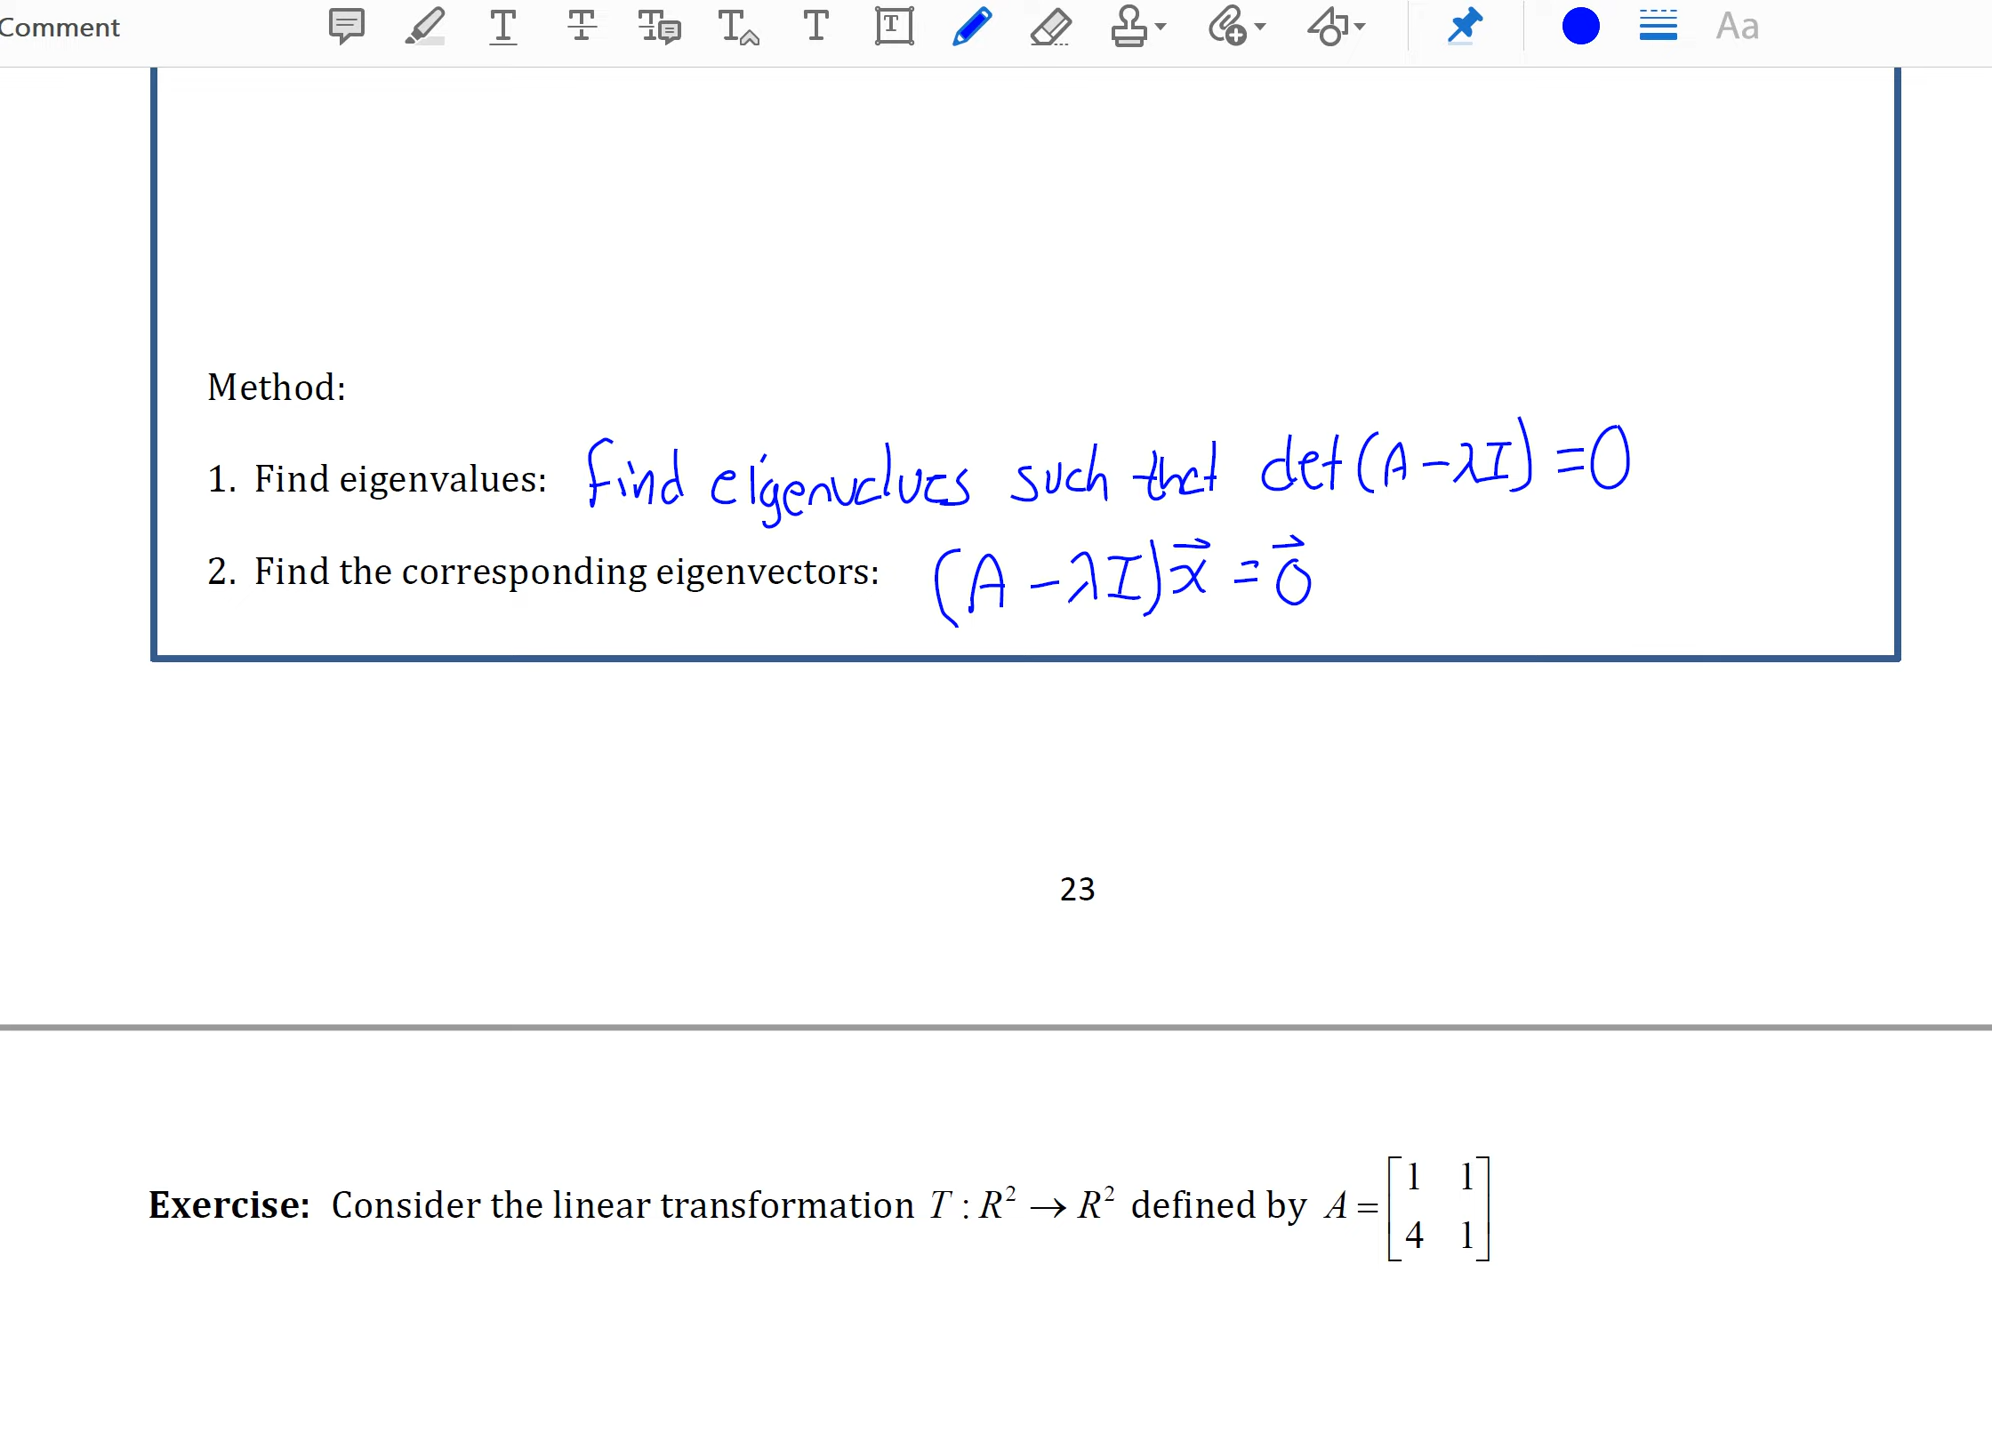 Comment
Aa
Method:
1. Find eigenvalues: find eigenvalues such that det(A-λI)=0
2. Find the corresponding eigenvectors: (A-λI)x⃗ = 0⃗
23
Exercise: Consider the linear transformation T : R² → R² defined by A = [1 1
4 1]